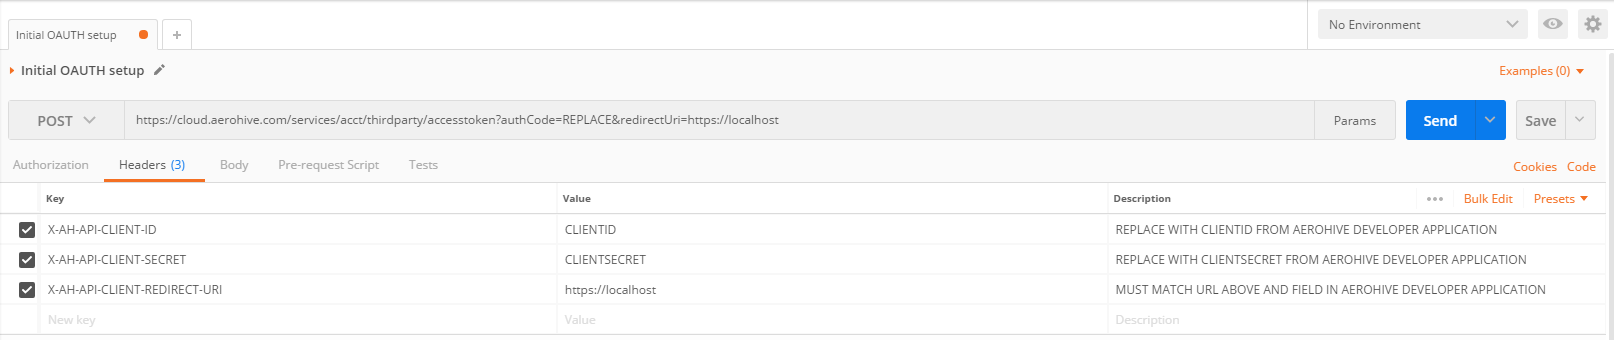 Initial OAUTH setup
+
No Environment
Initial OAUTH setup
Examples (0)
POST
https://cloud.aerohive.com/services/acct/thirdparty/accesstoken?authCode=REPLACE&redirectUri=https://localhost
Params
Send
Save
Authorization
Headers (3)
Body
Pre-request Script
Tests
Cookies
Code
Key
Value
Description
Bulk Edit
Presets
X-AH-API-CLIENT-ID
CLIENTID
REPLACE WITH CLIENTID FROM AEROHIVE DEVELOPER APPLICATION
X-AH-API-CLIENT-SECRET
CLIENTSECRET
REPLACE WITH CLIENTSECRET FROM AEROHIVE DEVELOPER APPLICATION
X-AH-API-CLIENT-REDIRECT-URI
https://localhost
MUST MATCH URL ABOVE AND FIELD IN AEROHIVE DEVELOPER APPLICATION
New key
Value
Description